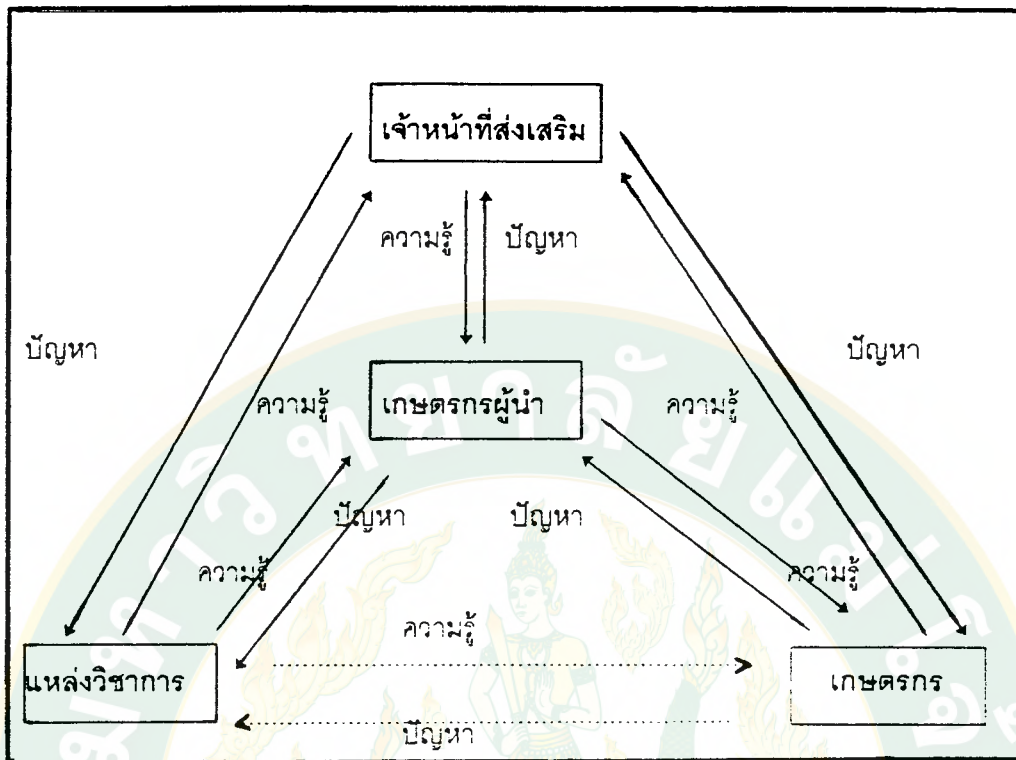 เจ้าหน้าที่ส่งเสริม
ความรู้ ปัญหา
ปัญหา
ปัญหา
ความรู้
เกษตรกรผู้นำ
ความรู้
ปัญหา
ปัญหา
ความรู้
ความรู้
ความรู้
แหล่งวิชาการ
เกษตรกร
ปัญหา